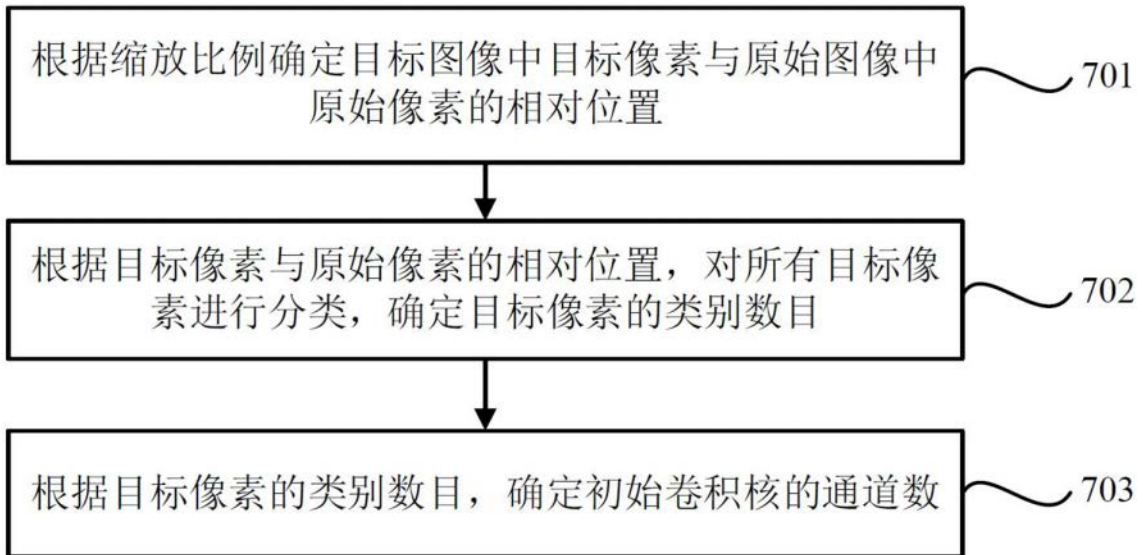 根据缩放比例确定目标图像中目标像素与原始图像中
原始像素的相对位置
701
根据目标像素与原始像素的相对位置，对所有目标像
素进行分类，确定目标像素的类别数目
702
根据目标像素的类别数目，确定初始卷积核的通道数
703